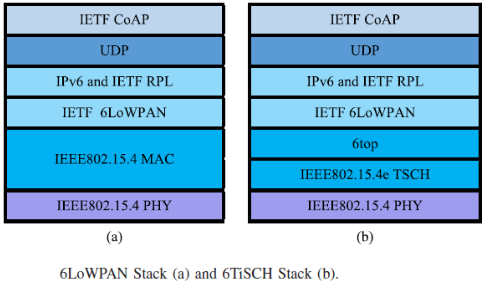 IETF CoAP
UDP
IPv6 and IETF RPL
IETF 6LoWPAN
IEEE802.15.4 MAC
IEEE802.15.4 PHY
(a)
IETF CoAP
UDP
IPv6 and IETF RPL
IETF 6LoWPAN
6top
IEEE802.15.4e TSCH
IEEE802.15.4 PHY
(b)
6LoWPAN Stack (a) and 6TiSCH Stack (b).